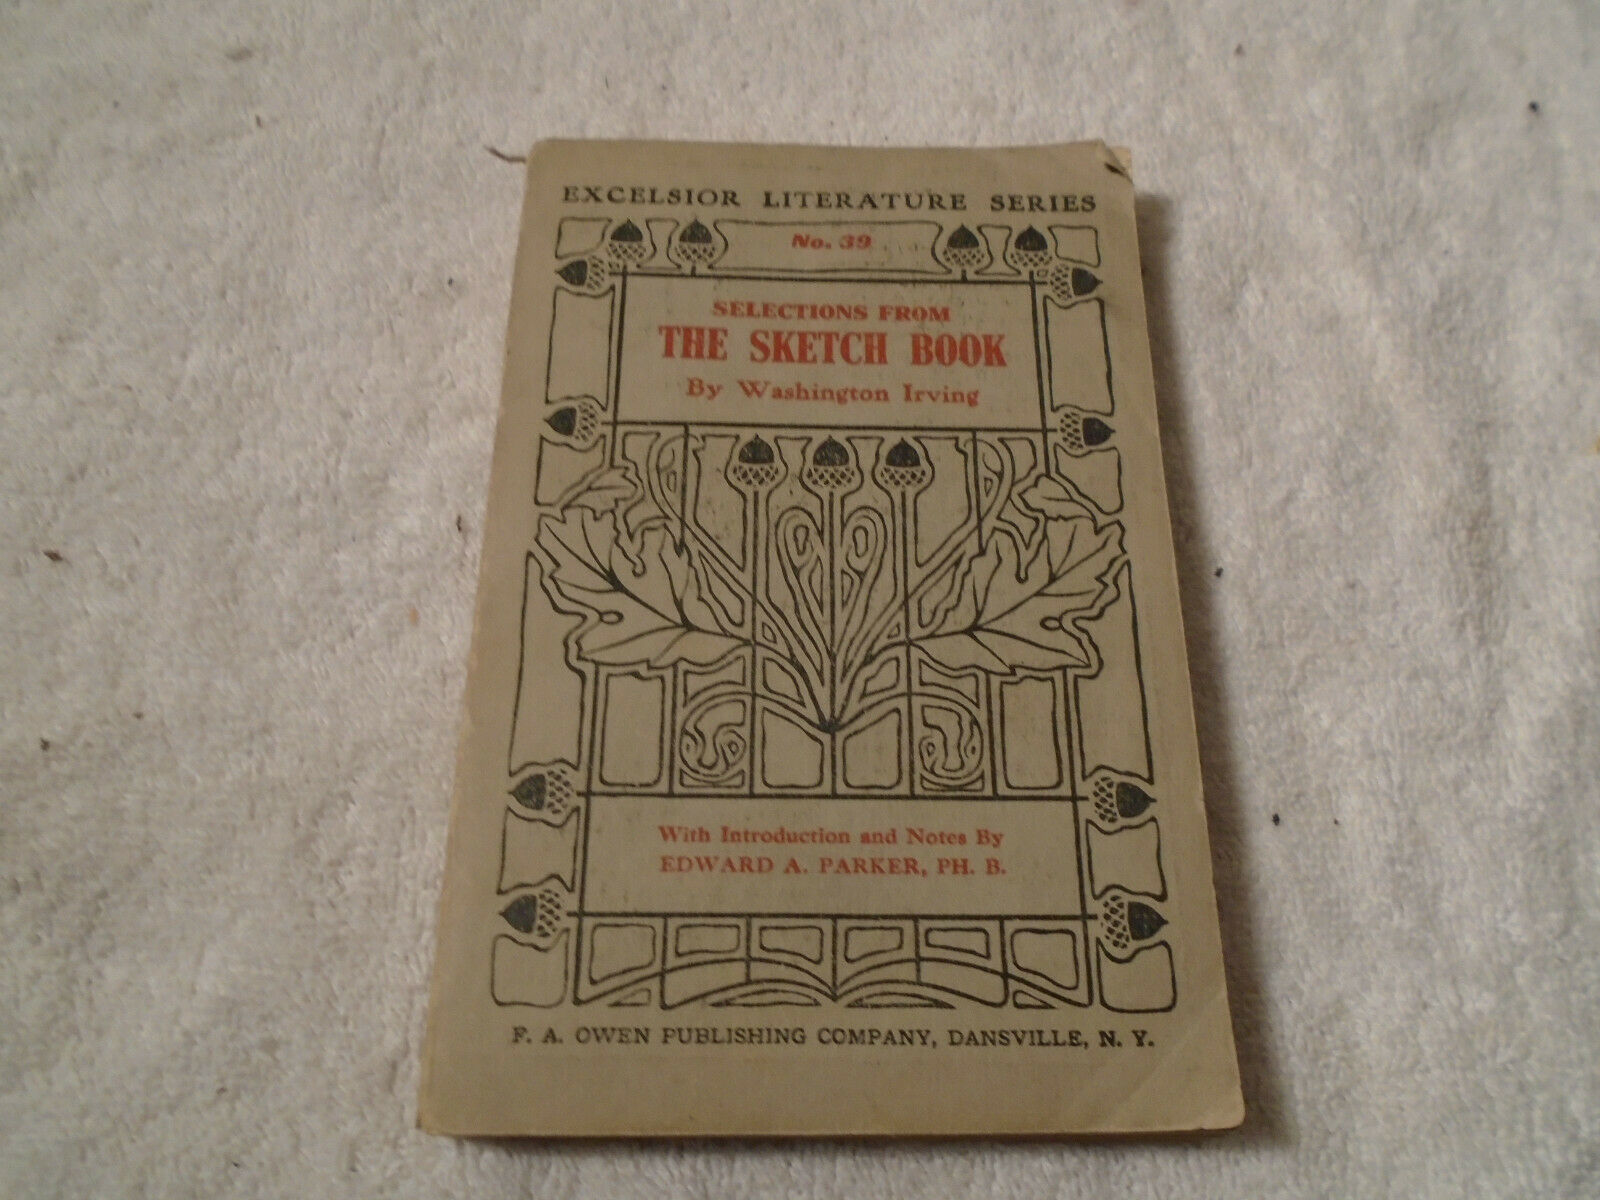 EXCELSIOR LITERATURE SERIES
No. 39
SELECTIONS FROM
THE SKETCH BOOK
By Washington Irving
With Introduction and Notes By
EDWARD A. PARKER, PH. B.
F. A. OWEN PUBLISHING COMPANY, DANSVILLE, N. Y.